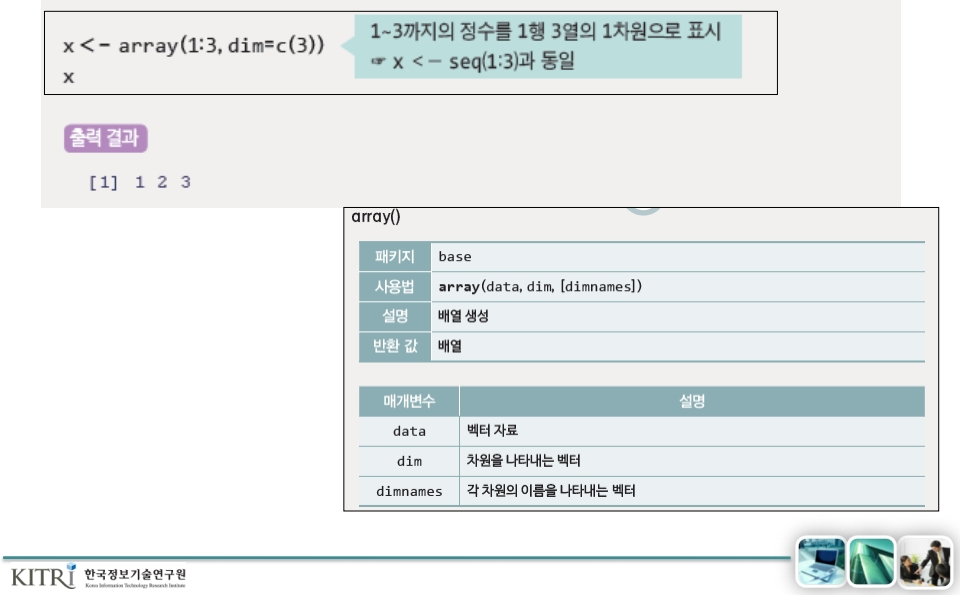 x <- array(1:3, dim=c(3))
x
1~3까지의 정수를 1행 3열의 1차원으로 표시
☞ x <- seq(1:3)과 동일
출력 결과
[1] 1 2 3
array()
패키지 base
사용법 array(data, dim, [dimnames])
설명 배열 생성
반환 값 배열
매개변수 설명
data 벡터 자료
dim 차원을 나타내는 벡터
dimnames 각 차원의 이름을 나타내는 벡터
KITRI 한국정보기술연구원
Korea Information Technology Research Institute